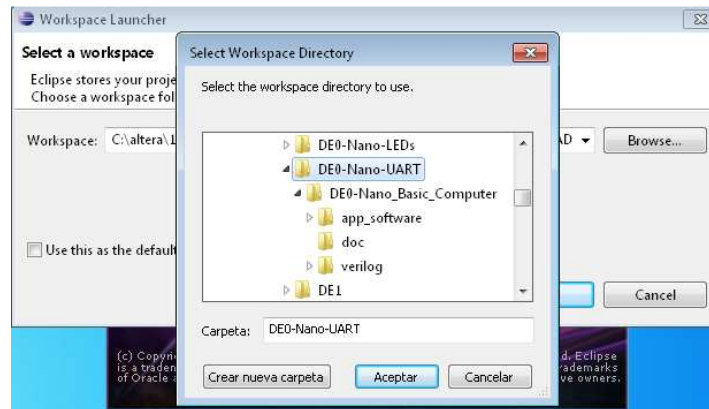 Workspace Launcher
Select a workspace
Eclipse stores your proje
Choose a workspace fol
Workspace: C:\altera\1
AD
Browse...
Use this as the default
Cancel
Select Workspace Directory
Select the workspace directory to use.
DE0-Nano-LEDs
DE0-Nano-UART
DE0-Nano_Basic_Computer
app_software
doc
verilog
DE1
Carpeta: DE0-Nano-UART
Crear nueva carpeta
Aceptar
Cancelar
(c) Copyri
is a traden
of Oracle
d. Eclipse
rademarks
ve owners.